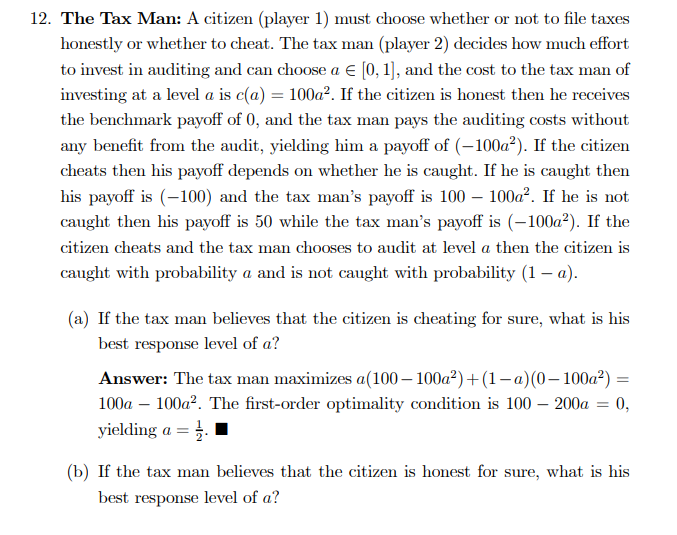 12. The Tax Man: A citizen (player 1) must choose whether or not to file taxes
honestly or whether to cheat. The tax man (player 2) decides how much effort
to invest in auditing and can choose a ∈ [0, 1], and the cost to the tax man of
investing at a level a is c(a) = 100a². If the citizen is honest then he receives
the benchmark payoff of 0, and the tax man pays the auditing costs without
any benefit from the audit, yielding him a payoff of (−100a²). If the citizen
cheats then his payoff depends on whether he is caught. If he is caught then
his payoff is (−100) and the tax man's payoff is 100 − 100a². If he is not
caught then his payoff is 50 while the tax man's payoff is (−100a²). If the
citizen cheats and the tax man chooses to audit at level a then the citizen is
caught with probability a and is not caught with probability (1 − a).
(a) If the tax man believes that the citizen is cheating for sure, what is his
best response level of a?
Answer: The tax man maximizes a(100 − 100a²)+(1−a)(0−100a²) =
100a − 100a². The first-order optimality condition is 100 − 200a = 0,
yielding a = ½. ■
(b) If the tax man believes that the citizen is honest for sure, what is his
best response level of a?